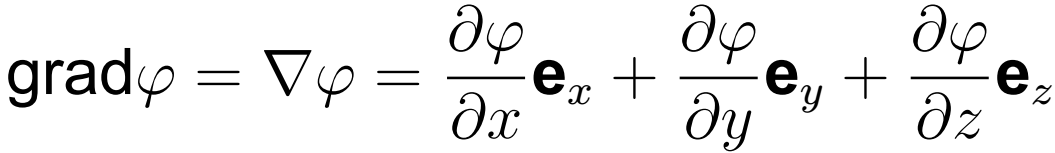 gradφ = ∇φ = ∂φ/∂x e_x + ∂φ/∂y e_y + ∂φ/∂z e_z